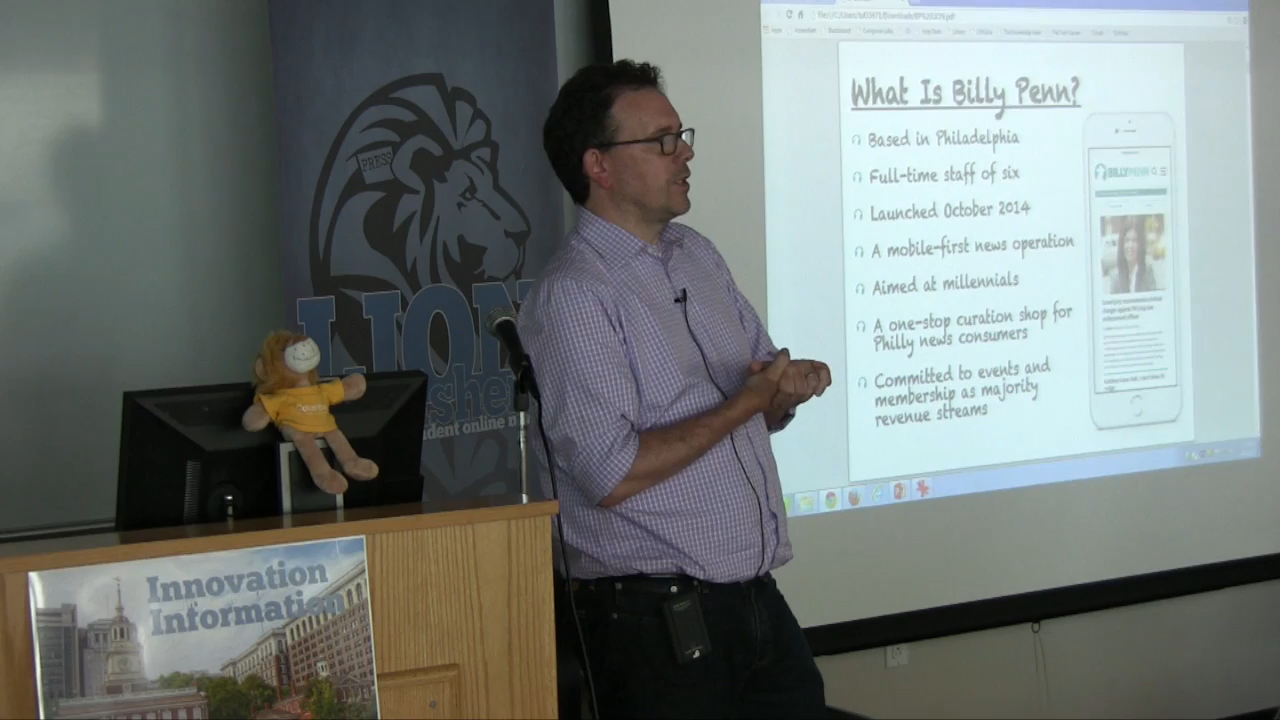 What Is Billy Penn?
Based in Philadelphia
Full-time staff of six
Launched October 2014
A mobile-first news operation
Aimed at millennials
A one-stop curation shop for
Philly news consumers
Committed to events and
membership as majority
revenue streams
BILLY PENN
PRESS
LION
dent online n
Innovation
Information